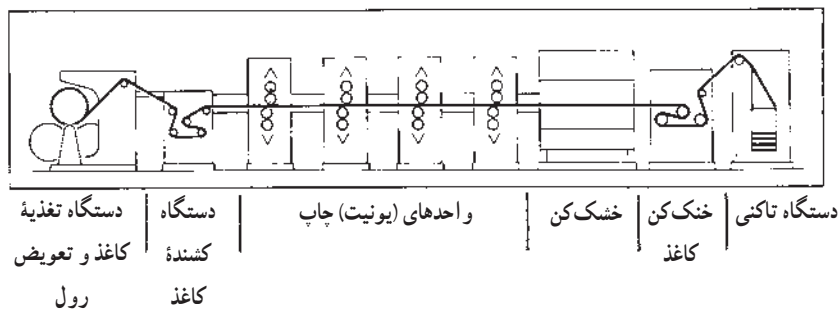 دستگاه تاکنی
خنک‌کن
کاغذ
خشک‌کن
واحدهای (یونیت) چاپ
دستگاه
کشندهٔ
کاغذ
دستگاه تغذیهٔ
کاغذ و تعویض
رول